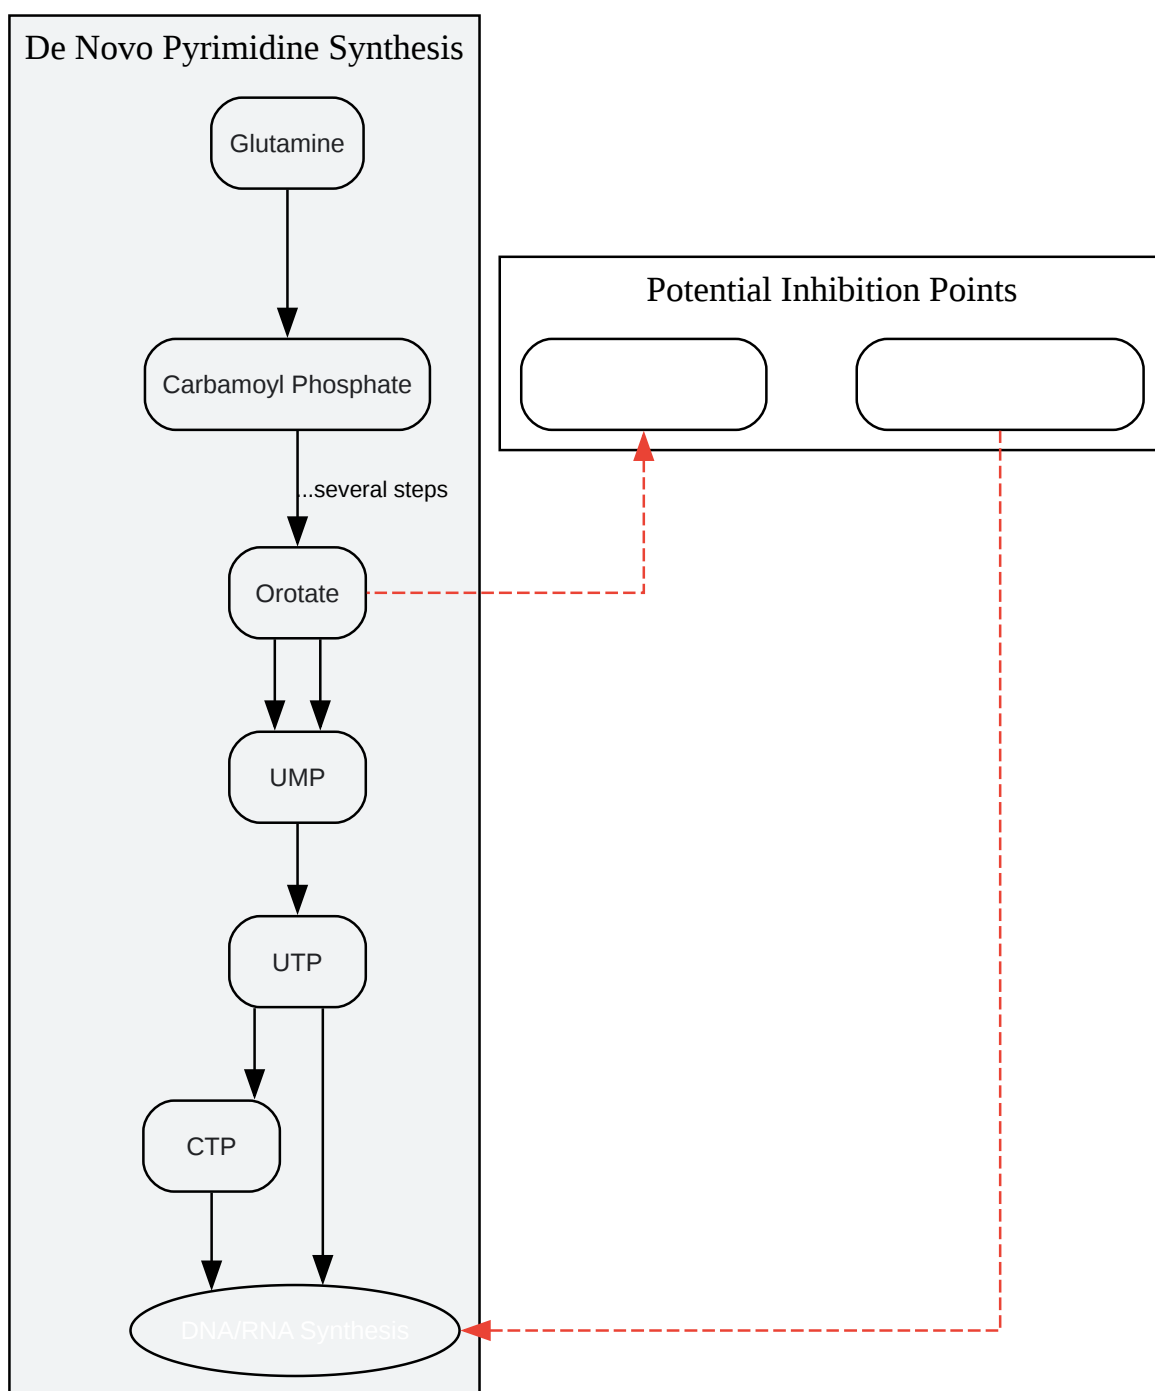 De Novo Pyrimidine Synthesis
Glutamine
Potential Inhibition Points
Carbamoyl Phosphate
...several steps
Orotate
UMP
UTP
CTP
DNA/RNA Synthesis